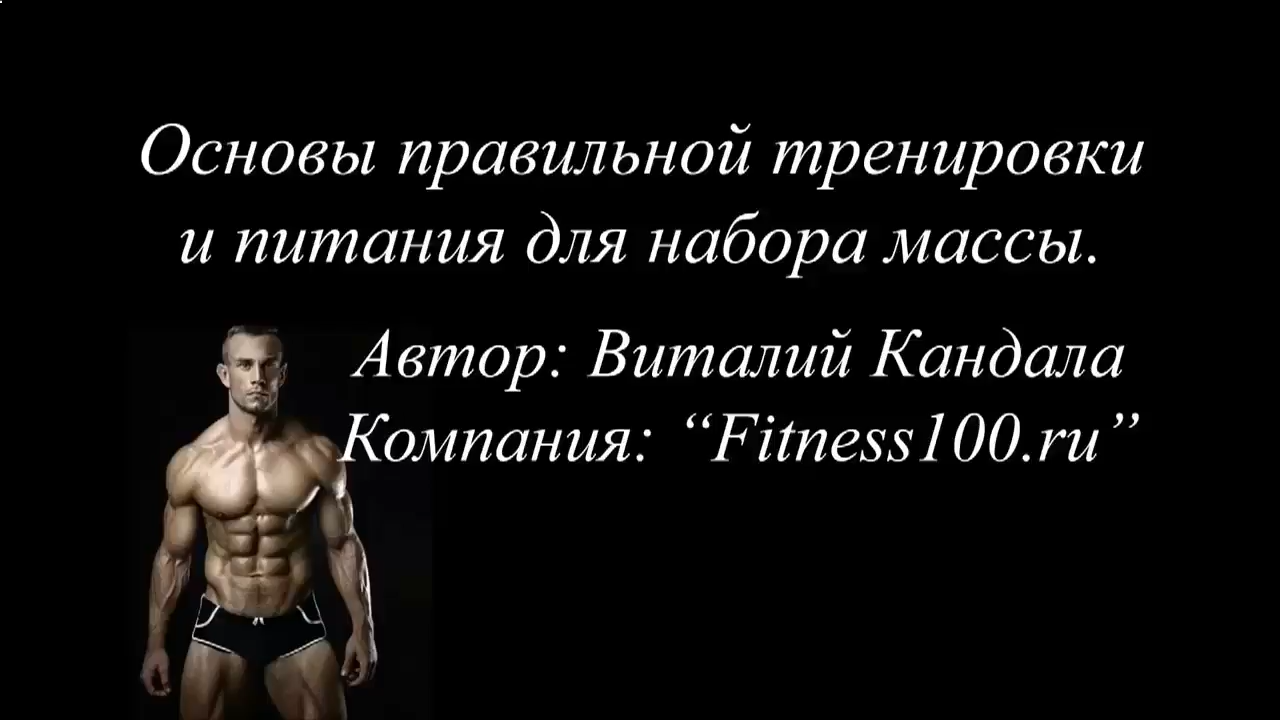 Основы правильной тренировки
и питания для набора массы.
Автор: Виталий Кандала
Компания: “Fitness100.ru”